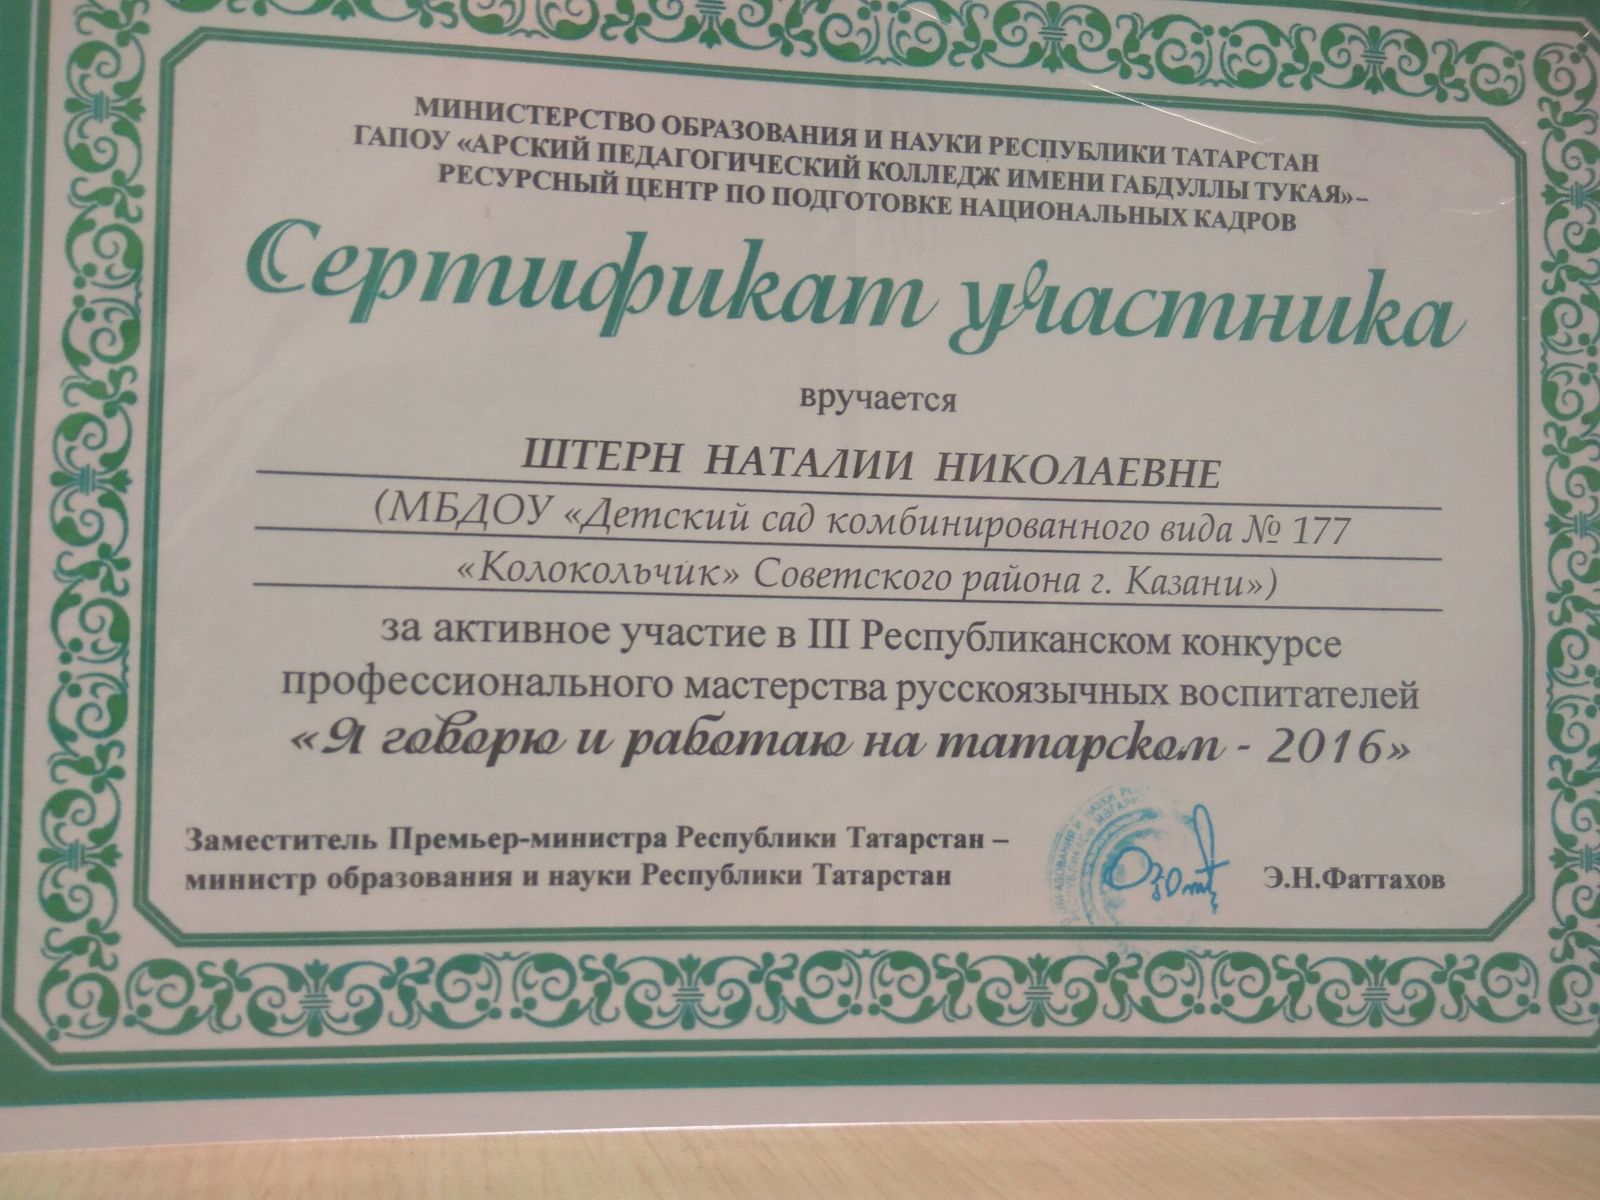 МИНИСТЕРСТВО ОБРАЗОВАНИЯ И НАУКИ РЕСПУБЛИКИ ТАТАРСТАН
ГАПОУ «АРСКИЙ ПЕДАГОГИЧЕСКИЙ КОЛЛЕДЖ ИМЕНИ ГАБДУЛЛЫ ТУКАЯ»–
РЕСУРСНЫЙ ЦЕНТР ПО ПОДГОТОВКЕ НАЦИОНАЛЬНЫХ КАДРОВ
Сертификат участника
вручается
ШТЕРН НАТАЛИИ НИКОЛАЕВНЕ
(МБДОУ «Детский сад комбинированного вида № 177
«Колокольчик» Советского района г. Казани»)
за активное участие в III Республиканском конкурсе
профессионального мастерства русскоязычных воспитателей
«Я говорю и работаю на татарском - 2016»
Заместитель Премьер-министра Республики Татарстан –
министр образования и науки Республики Татарстан
Э.Н.Фаттахов